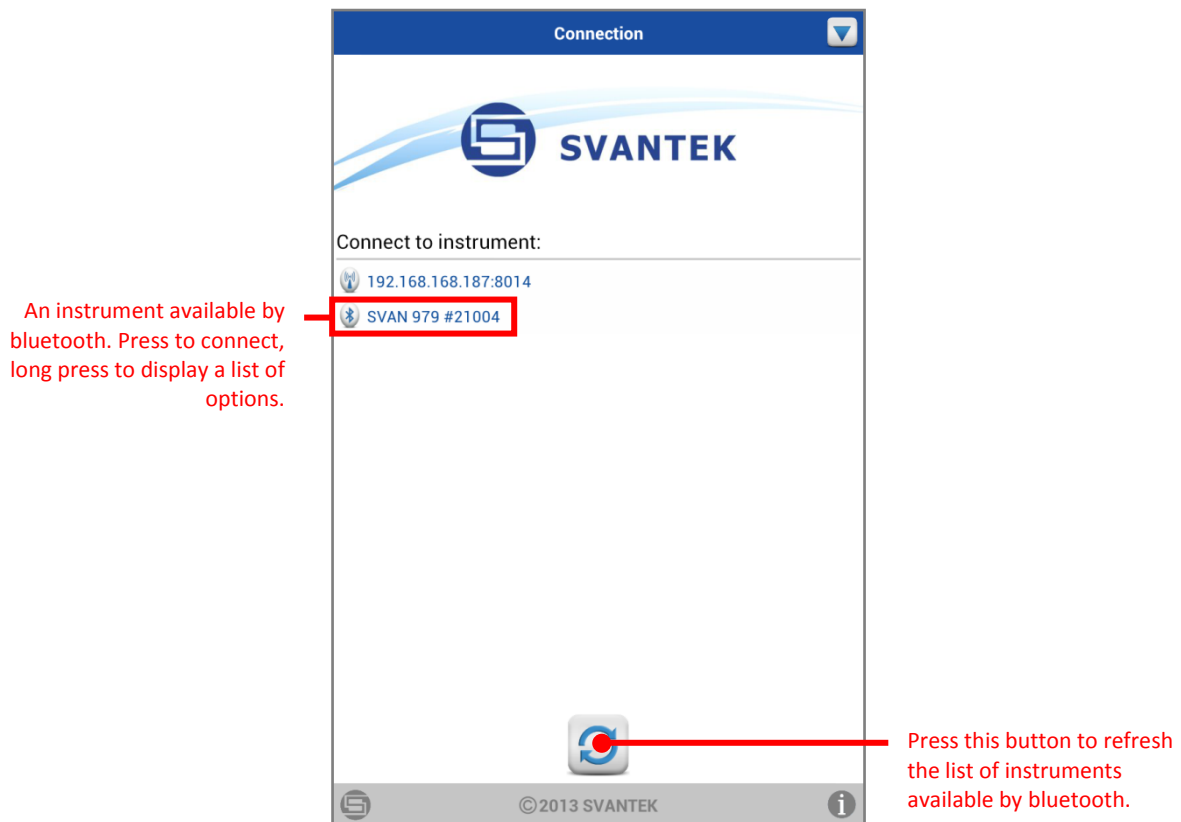 Connection
SVANTEK
Connect to instrument:
192.168.168.187:8014
SVAN 979 #21004
An instrument available by
bluetooth. Press to connect,
long press to display a list of
options.
Press this button to refresh
the list of instruments
available by bluetooth.
©2013 SVANTEK